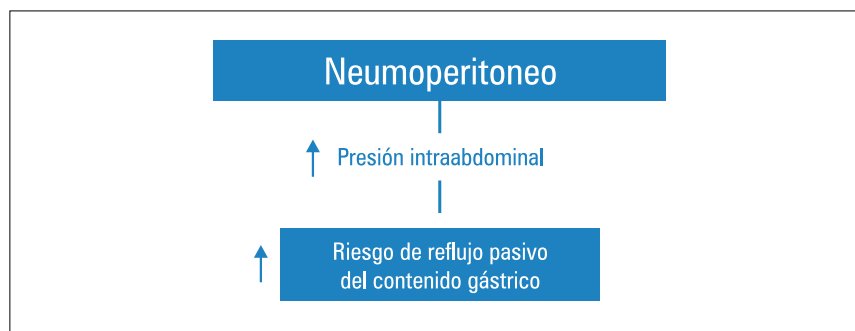 Neumoperitoneo
↑ Presión intraabdominal
↑ Riesgo de reflujo pasivo
del contenido gástrico